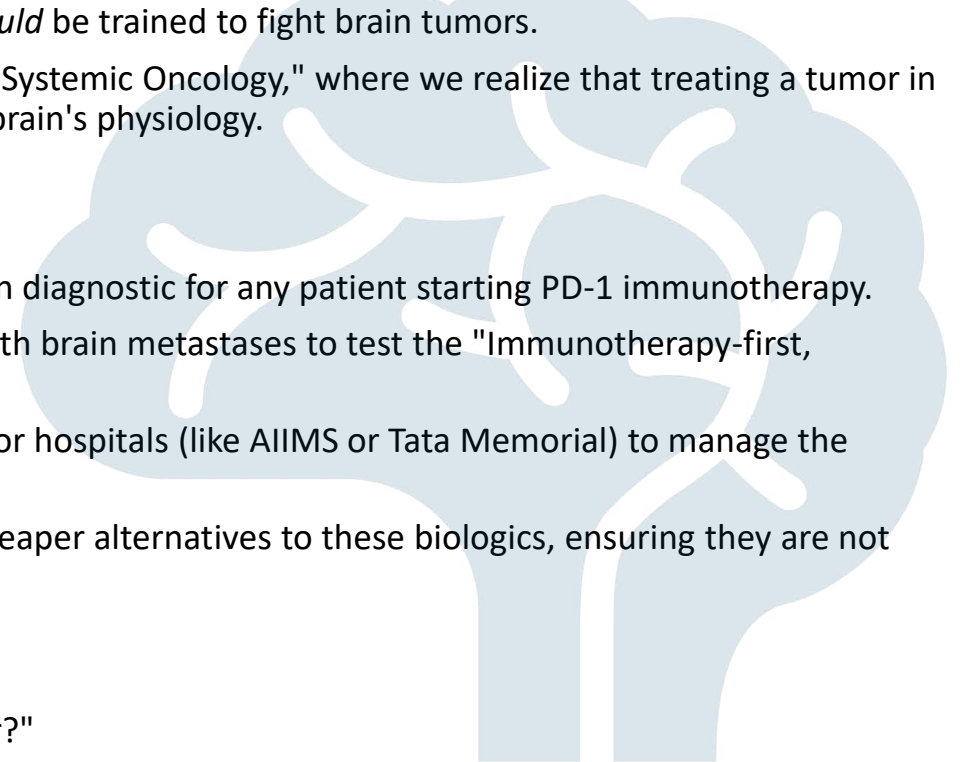 ould be trained to fight brain tumors.
Systemic Oncology," where we realize that treating a tumor in
brain's physiology.
n diagnostic for any patient starting PD-1 immunotherapy.
th brain metastases to test the "Immunotherapy-first,
or hospitals (like AIIMS or Tata Memorial) to manage the
eaper alternatives to these biologics, ensuring they are not
?"